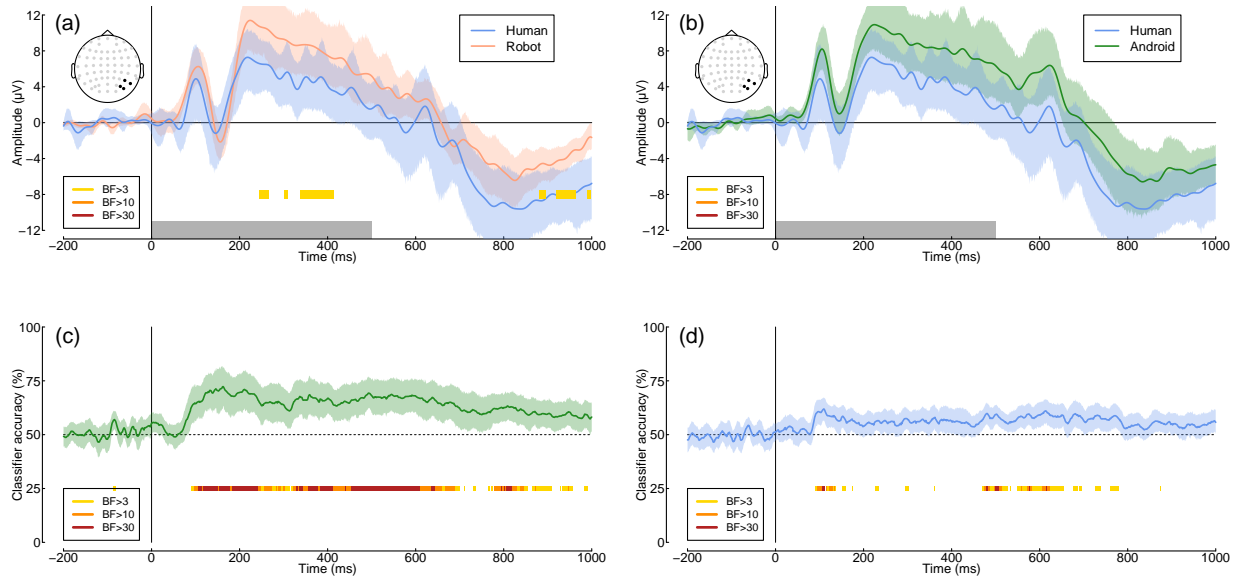 (a)
Human
Robot
12
8
4
0
−4
−8
−12
Amplitude (µV)
BF>3
BF>10
BF>30
−200 0 200 400 600 800 1000
Time (ms)
(b)
Human
Android
12
8
4
0
−4
−8
−12
Amplitude (µV)
BF>3
BF>10
BF>30
−200 0 200 400 600 800 1000
Time (ms)
(c)
100
75
50
25
0
Classifier accuracy (%)
BF>3
BF>10
BF>30
−200 0 200 400 600 800 1000
Time (ms)
(d)
100
75
50
25
0
Classifier accuracy (%)
BF>3
BF>10
BF>30
−200 0 200 400 600 800 1000
Time (ms)